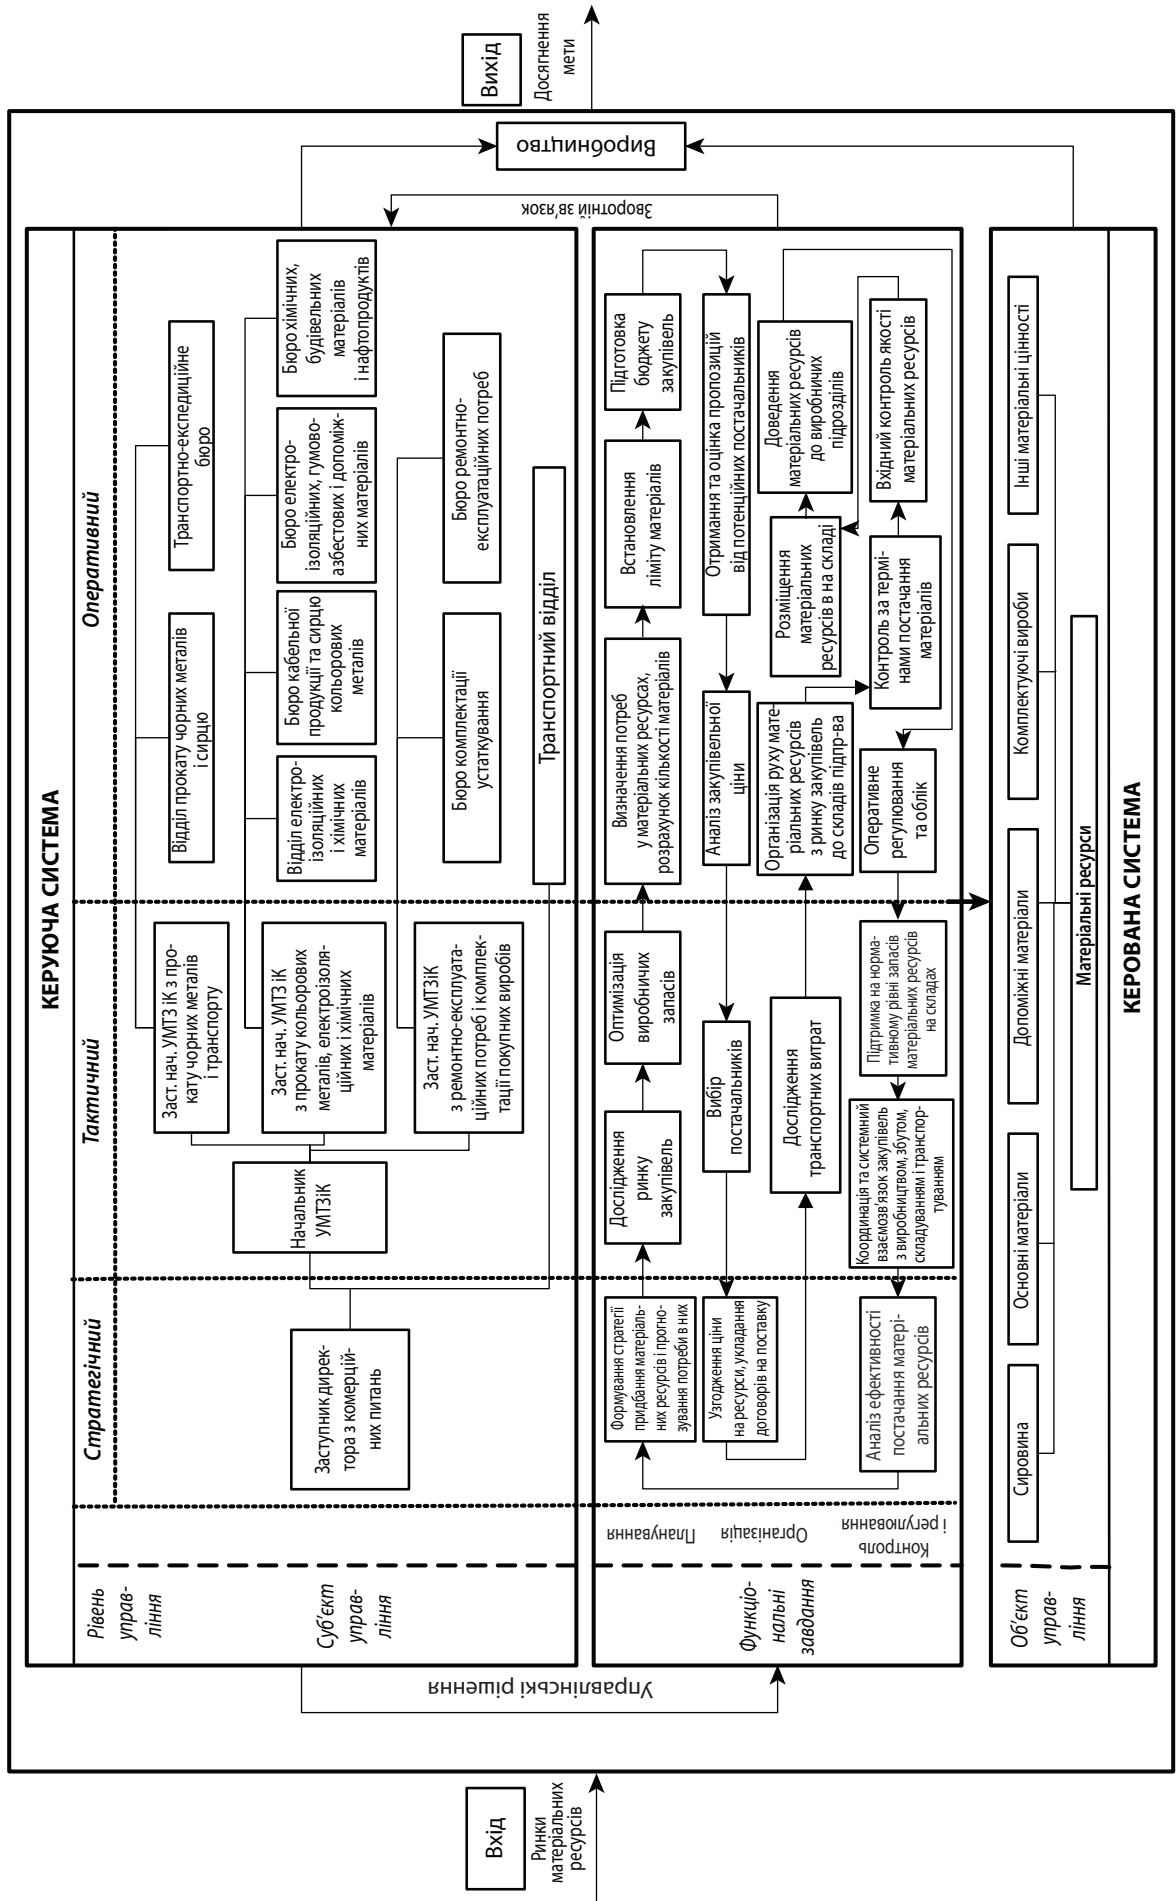 Вхід
Ринки
матеріальних
ресурсів
Управлінські рішення
КЕРУЮЧА СИСТЕМА
Рівень
управ-
ління
Стратегічний
Тактичний
Оперативний
Суб’єкт
управ-
ління
Заступник дирек-
тора з комерцій-
них питань
Начальник
УМТЗіК
Заст. нач. УМТЗ іК з про-
кату чорних металів
і транспорту
Заст. нач. УМТЗ іК
з прокату кольорових
металів, електроізоля-
ційних і хімічних
матеріалів
Заст. нач. УМТЗіК
з ремонтно-експлуата-
ційних потреб і комплек-
тації покупних виробів
Відділ прокату чорних металів
і сирцю
Транспортно-експедиційне
бюро
Відділ електро-
ізоляційних
і хімічних
матеріалів
Бюро кабельної
продукції та сирцю
кольорових
металів
Бюро електро-
ізоляційних, гумово-
азбестових і допоміж-
них матеріалів
Бюро хімічних,
будівельних
матеріалів
і нафтопродуктів
Бюро комплектації
устаткування
Бюро ремонтно-
експлуатаційних потреб
Транспортний відділ
Функціо-
нальні
завдання
Планування
Організація
Контроль
і регулювання
Формування стратегії
придбання матеріаль-
них ресурсів і прогно-
зування потреби в них
Дослідження
ринку
закупівель
Оптимізація
виробничих
запасів
Визначення потреб
у матеріальних ресурсах,
розрахунок кількості матеріалів
Встановлення
ліміту матеріалів
Підготовка
бюджету
закупівель
Узгодження ціни
на ресурси, укладання
договорів на поставку
Вибір
постачальників
Аналіз закупівельної
ціни
Отримання та оцінка пропозицій
від потенційних постачальників
Дослідження
транспортних витрат
Організація руху мате-
ріальних ресурсів
з ринку закупівель
до складів підпр-ва
Розміщення
матеріальних
ресурсів в на складі
Доведення
матеріальних ресурсів
до виробничих
підрозділів
Аналіз ефективності
постачання матері-
альних ресурсів
Координація та системний
взаємозв’язок закупівель
з виробництвом, збутом,
складуванням і транспор-
туванням
Підтримка на норма-
тивному рівні запасів
матеріальних ресурсів
на складах
Оперативне
регулювання
та облік
Контроль за термі-
нами постачання
матеріалів
Вхідний контроль якості
матеріальних ресурсів
Зворотній зв’язок
Об’єкт
управ-
ління
Сировина
Основні матеріали
Допоміжні матеріали
Комплектуючі вироби
Інші матеріальні цінності
Матеріальні ресурси
КЕРОВАНА СИСТЕМА
Виробництво
Вихід
Досягнення
мети